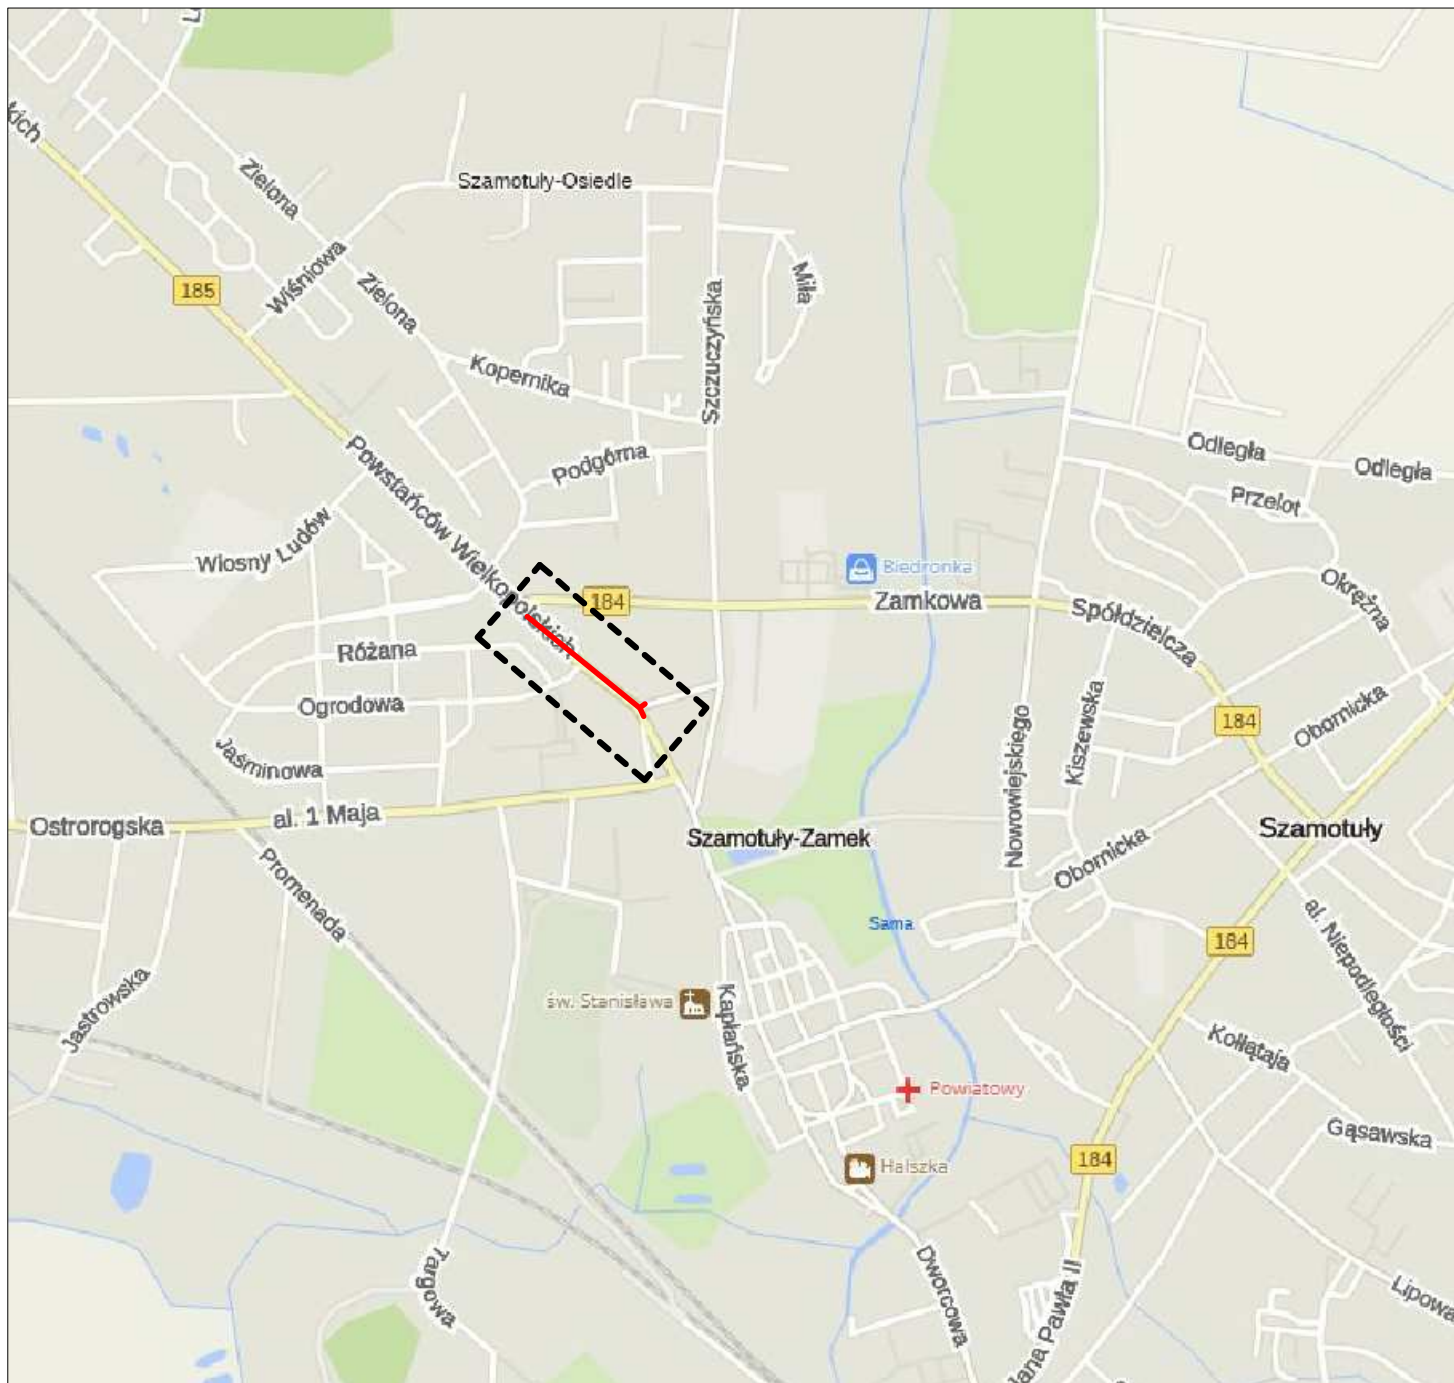 kich
Zielona
Szamotuły-Osiedle
Wiśniowa
Zielona
185
Miła
Szczuczyńska
Kopernika
Podgórna
Powstańców Wielkopolskich
Odległa
Odległa
Przelot
Wiosny Ludów
Biedronka
184
Zamkowa
Spółdzielcza
Okrężna
Różana
Ogrodowa
Jaśminowa
Kiszewska
Obornicka
184
Nowowiejskiego
Ostrorogska
al. 1 Maja
Szamotuły-Zamek
Szamotuły
Obornicka
Promenada
Sama
184
al. Niepodległości
Jastrowska
św. Stanisława
Kapłańska
Kołłątaja
Powiatowy
Gąsawska
184
Halszka
Targowa
Dworcowa
Jana Pawła II
Lipowa